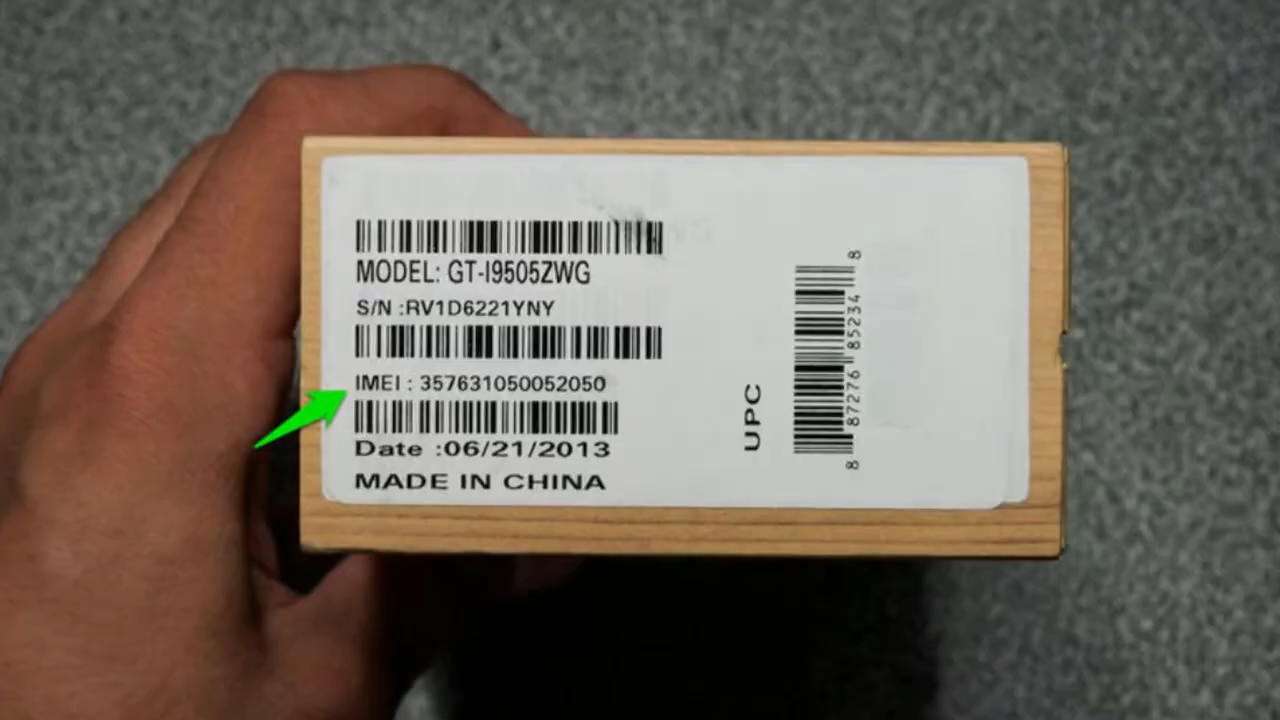 MODEL: GT-I9505ZWG
S/N :RV1D6221YNY
IMEI : 357631050052050
Date :06/21/2013
MADE IN CHINA
UPC
8 87276 85234 8